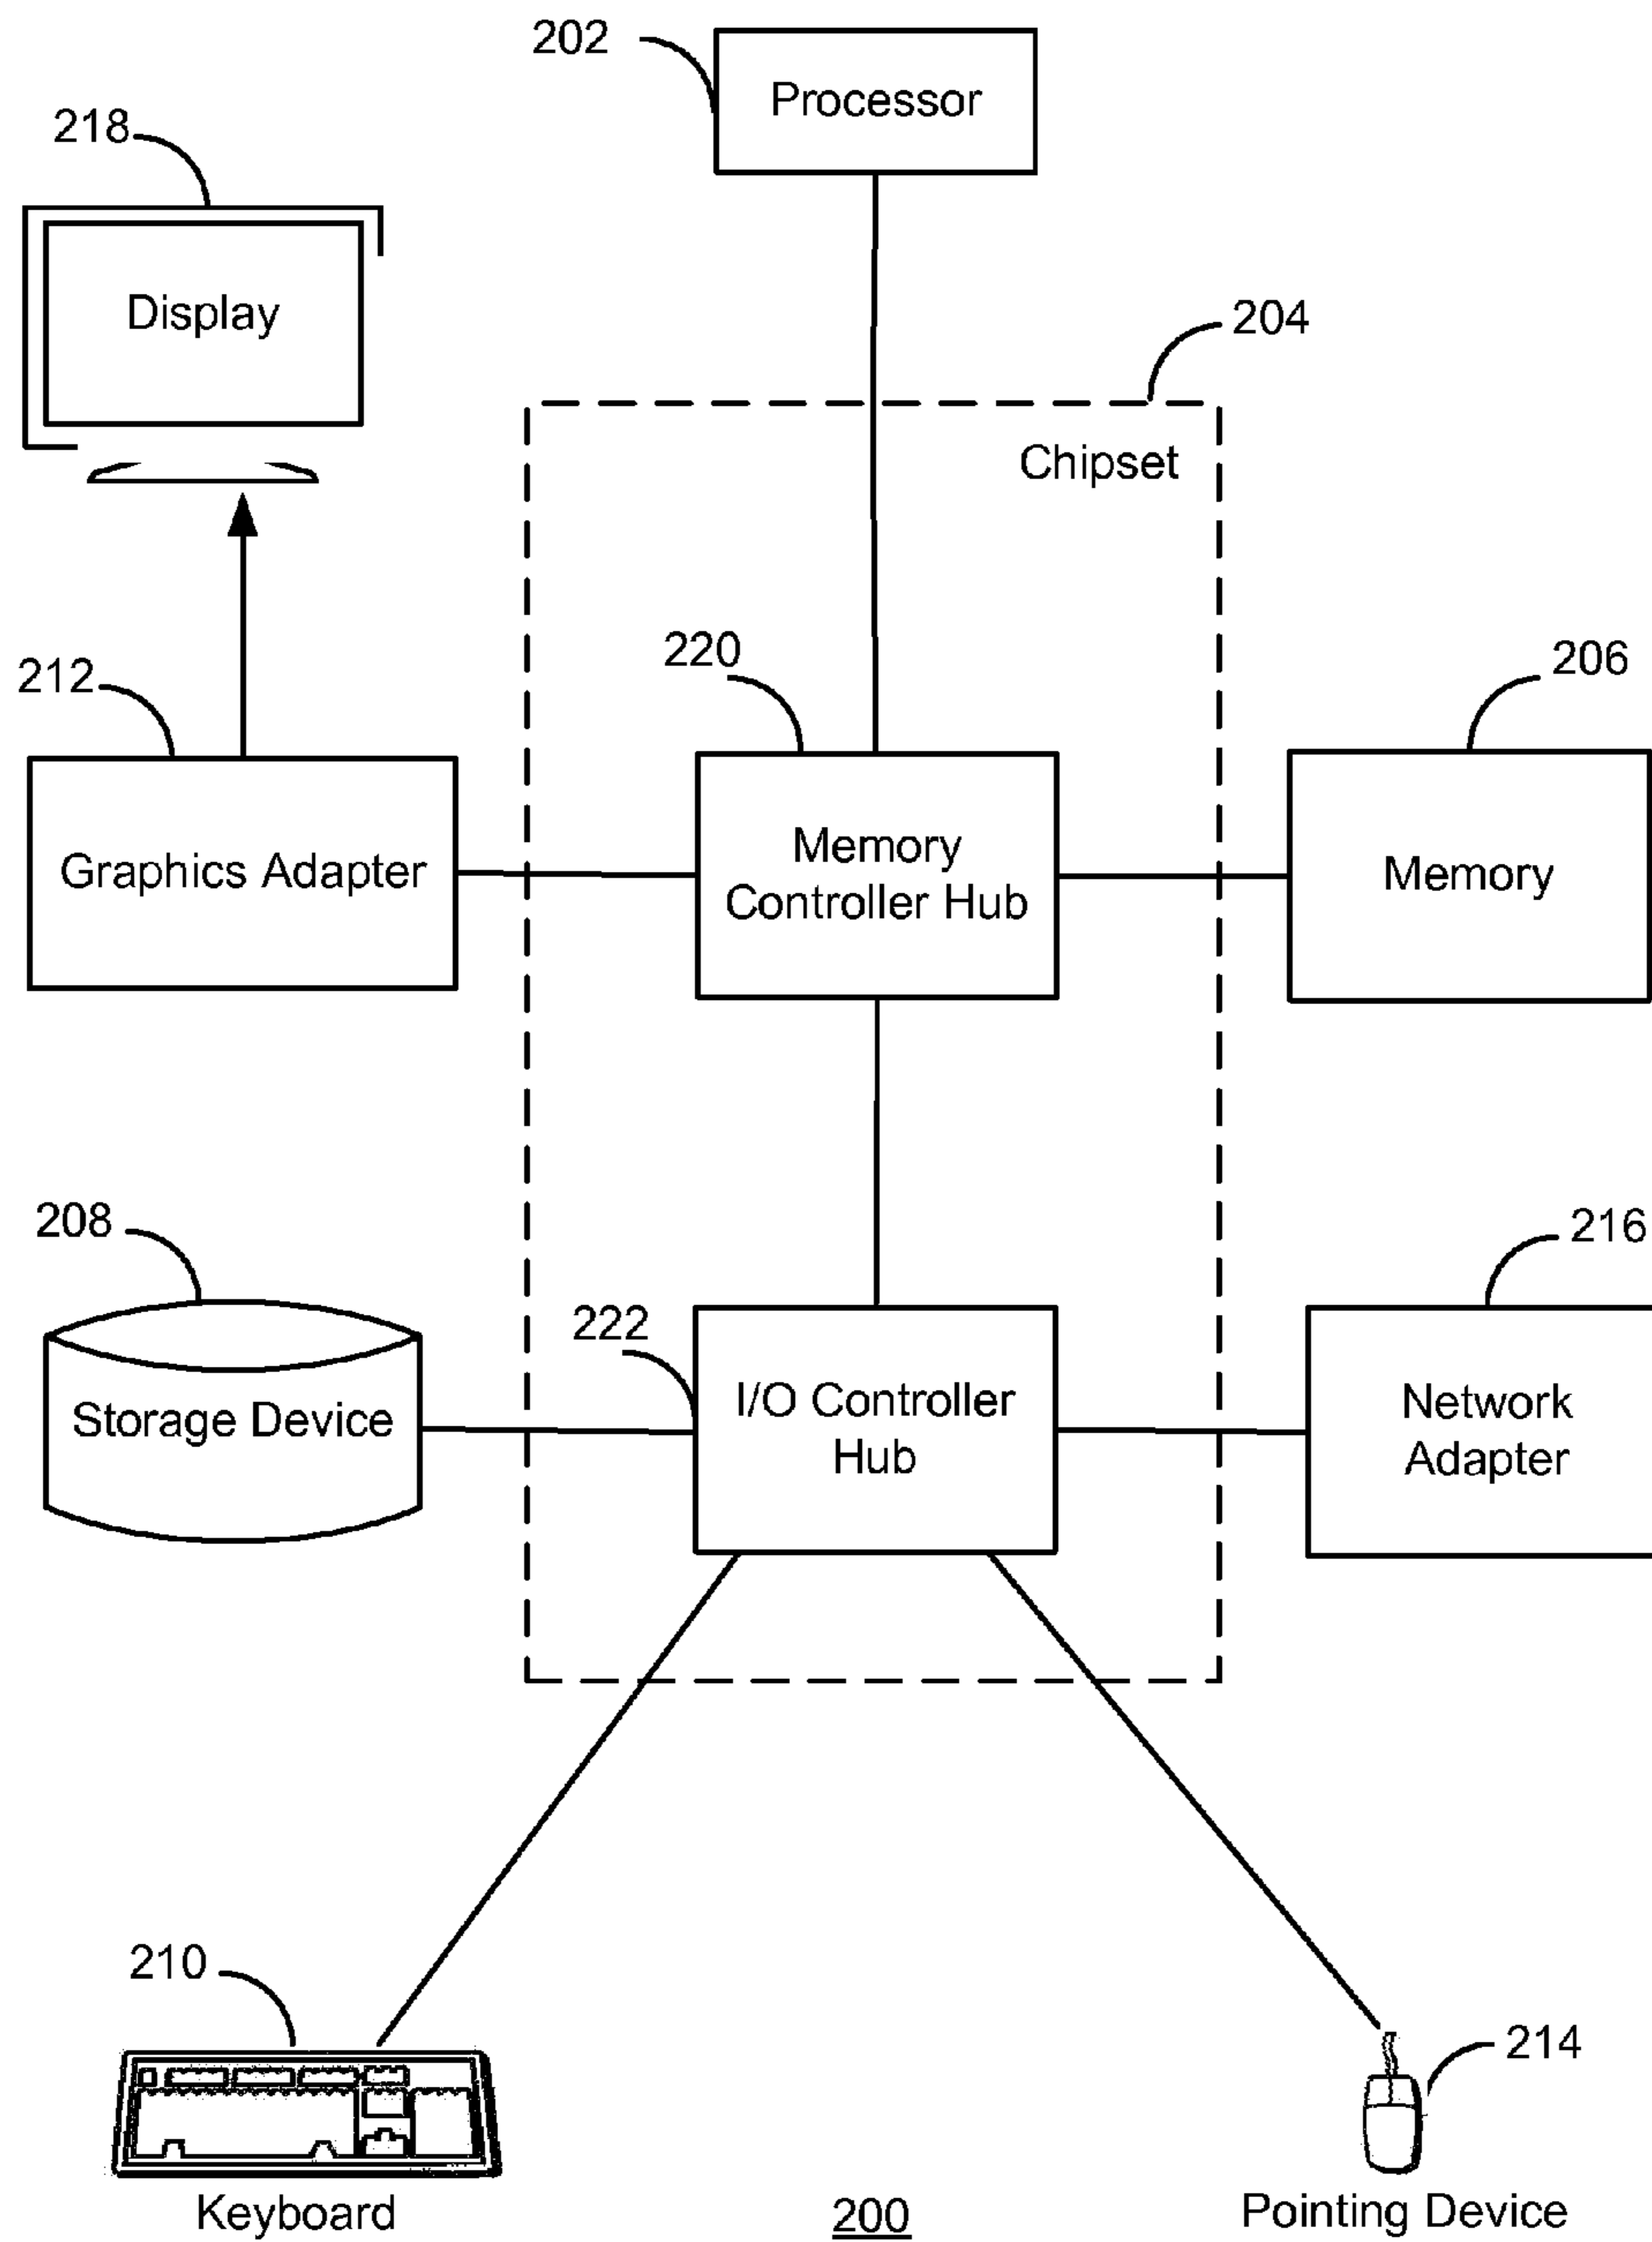 202
Processor
218
Display
204
Chipset
220
206
212
Memory
Controller Hub
Graphics Adapter
Memory
208
216
222
I/O Controller
Hub
Storage Device
Network
Adapter
210
214
Keyboard
200
Pointing Device